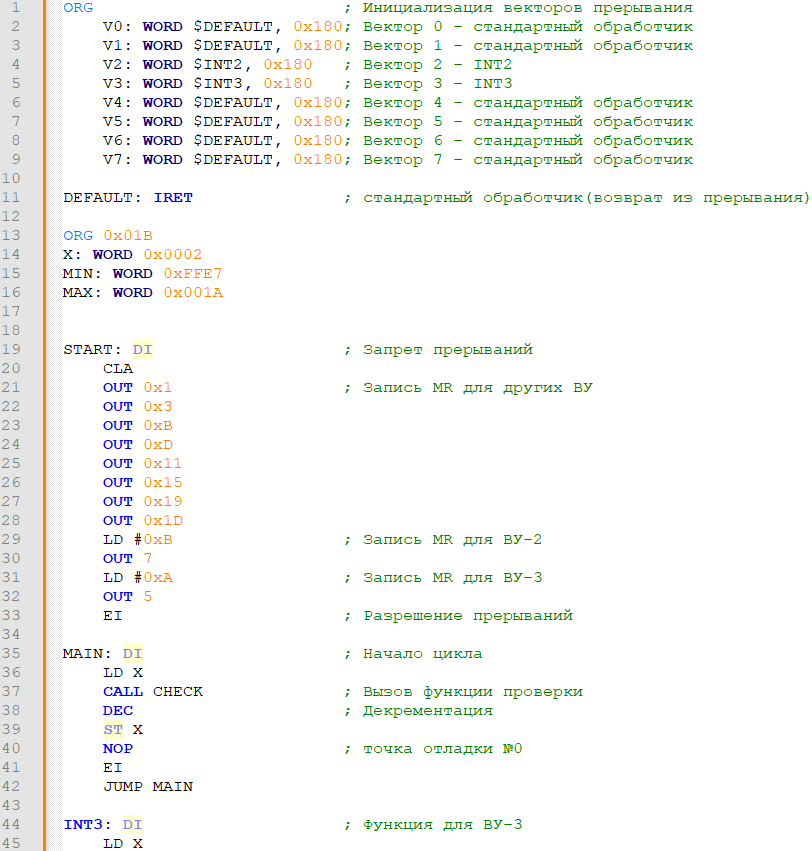 1 ORG ; Инициализация векторов прерывания
2 V0: WORD $DEFAULT, 0x180; Вектор 0 - стандартный обработчик
3 V1: WORD $DEFAULT, 0x180; Вектор 1 - стандартный обработчик
4 V2: WORD $INT2, 0x180 ; Вектор 2 - INT2
5 V3: WORD $INT3, 0x180 ; Вектор 3 - INT3
6 V4: WORD $DEFAULT, 0x180; Вектор 4 - стандартный обработчик
7 V5: WORD $DEFAULT, 0x180; Вектор 5 - стандартный обработчик
8 V6: WORD $DEFAULT, 0x180; Вектор 6 - стандартный обработчик
9 V7: WORD $DEFAULT, 0x180; Вектор 7 - стандартный обработчик
10
11 DEFAULT: IRET ; стандартный обработчик(возврат из прерывания)
12
13 ORG 0x01B
14 X: WORD 0x0002
15 MIN: WORD 0xFFE7
16 MAX: WORD 0x001A
17
18
19 START: DI ; Запрет прерываний
20 CLA
21 OUT 0x1 ; Запись MR для других ВУ
22 OUT 0x3
23 OUT 0xB
24 OUT 0xD
25 OUT 0x11
26 OUT 0x15
27 OUT 0x19
28 OUT 0x1D
29 LD #0xB ; Запись MR для ВУ-2
30 OUT 7
31 LD #0xA ; Запись MR для ВУ-3
32 OUT 5
33 EI ; Разрешение прерываний
34
35 MAIN: DI ; Начало цикла
36 LD X
37 CALL CHECK ; Вызов функции проверки
38 DEC ; Декрементация
39 ST X
40 NOP ; точка отладки №0
41 EI
42 JUMP MAIN
43
44 INT3: DI ; Функция для ВУ-3
45 LD X